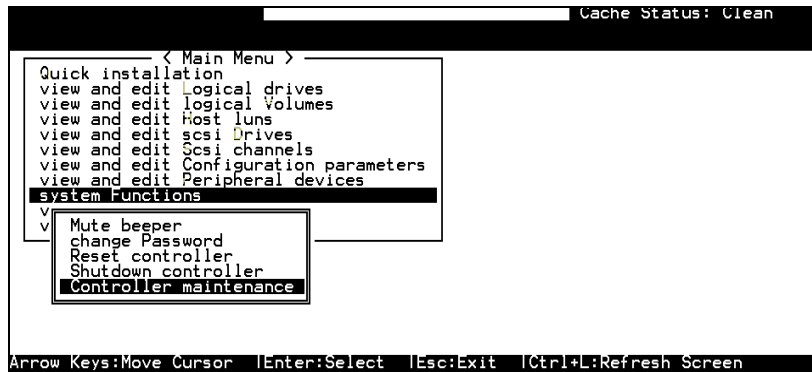 Cache Status: Clean
< Main Menu >
Quick installation
view and edit Logical drives
view and edit logical Volumes
view and edit Host luns
view and edit scsi Drives
view and edit Scsi channels
view and edit Configuration parameters
view and edit Peripheral devices
system Functions
v
v
Mute beeper
change Password
Reset controller
Shutdown controller
Controller maintenance
Arrow Keys:Move Cursor |Enter:Select |Esc:Exit |Ctrl+L:Refresh Screen